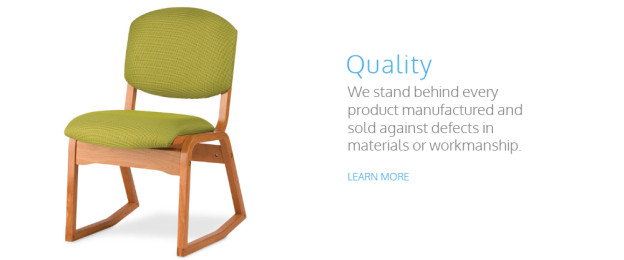 Quality
We stand behind every
product manufactured and
sold against defects in
materials or workmanship.
LEARN MORE